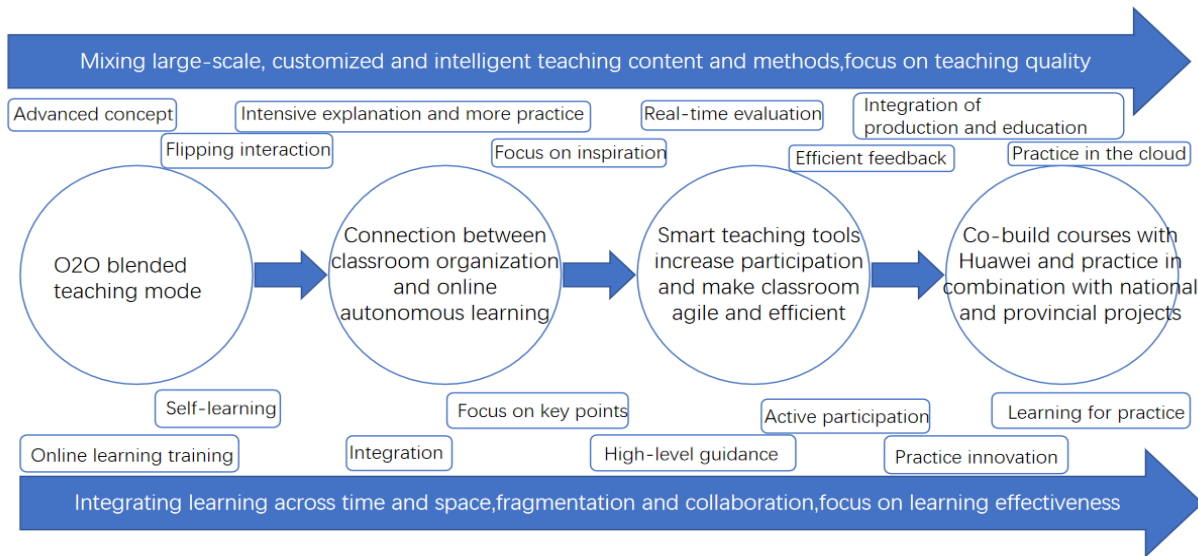 Mixing large-scale, customized and intelligent teaching content and methods,focus on teaching quality
Advanced concept
Intensive explanation and more practice
Real-time evaluation
Integration of
production and education
Flipping interaction
Focus on inspiration
Efficient feedback
Practice in the cloud
O2O blended
teaching mode
Connection between
classroom organization
and online
autonomous learning
Smart teaching tools
increase participation
and make classroom
agile and efficient
Co-build courses with
Huawei and practice in
combination with national
and provincial projects
Self-learning
Focus on key points
Active participation
Learning for practice
Online learning training
Integration
High-level guidance
Practice innovation
Integrating learning across time and space,fragmentation and collaboration,focus on learning effectiveness